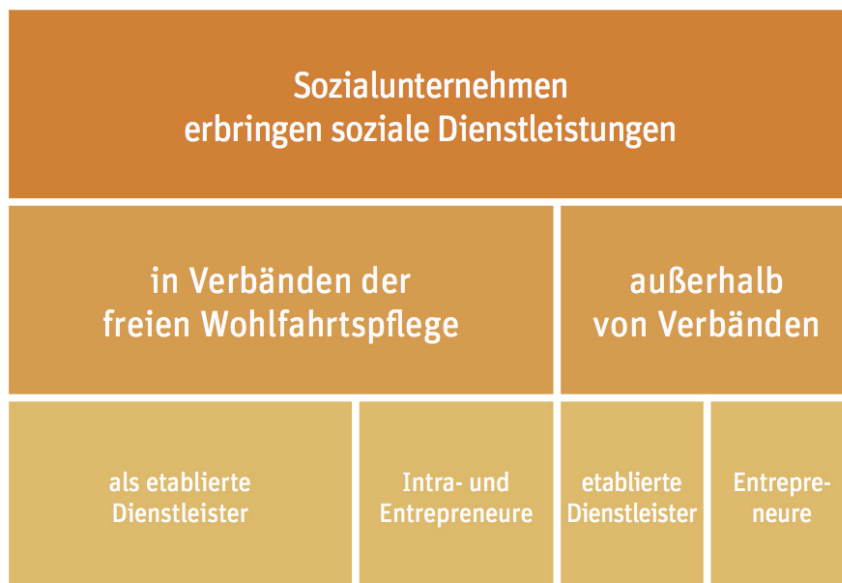 Sozialunternehmen
erbringen soziale Dienstleistungen
in Verbänden der
freien Wohlfahrtspflege
außerhalb
von Verbänden
als etablierte
Dienstleister
Intra- und
Entrepreneure
etablierte
Dienstleister
Entrepre-
neure